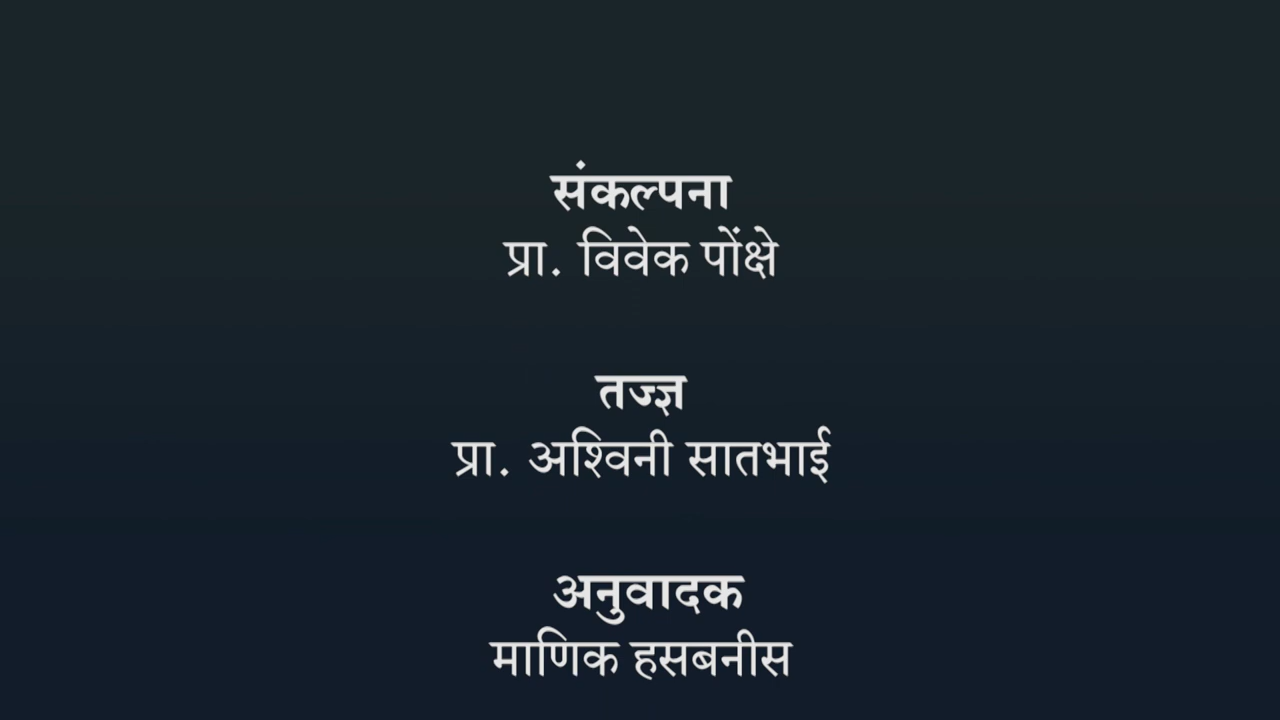 संकल्पना
प्रा. विवेक पोंक्षे
तज्ज्ञ
प्रा. अश्विनी सातभाई
अनुवादक
माणिक हसबनीस